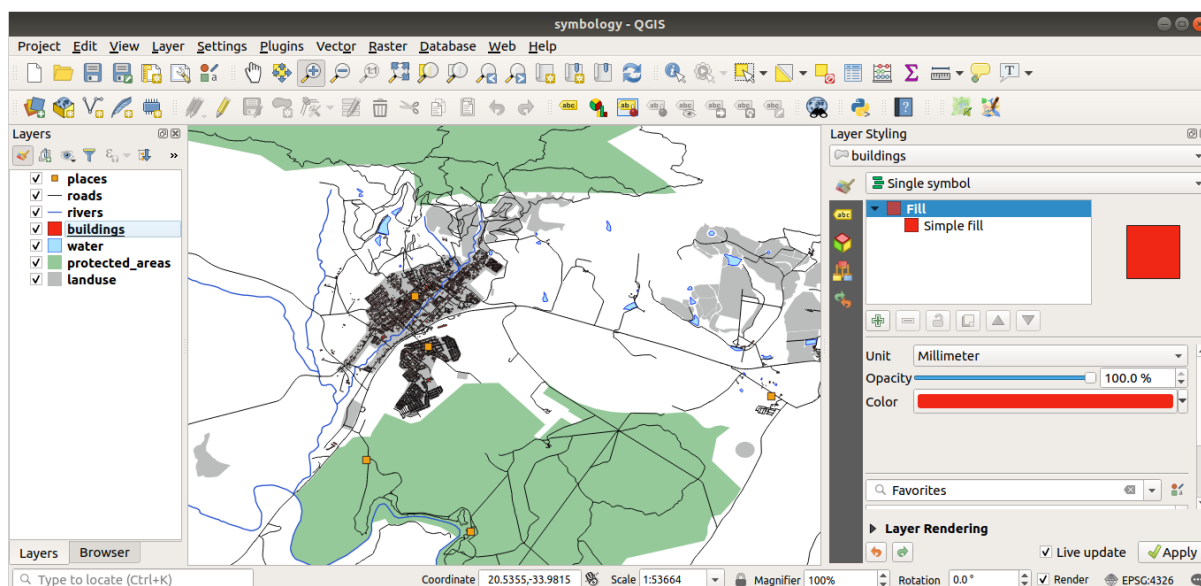 symbology - QGIS
Project Edit View Layer Settings Plugins Vector Raster Database Web Help
Layers
»
places
roads
rivers
buildings
water
protected_areas
landuse
Layers Browser
Layer Styling
buildings
Single symbol
Fill
Simple fill
Unit Millimeter
Opacity 100.0 %
Color
Favorites
Layer Rendering
Live update Apply
Type to locate (Ctrl+K) Coordinate 20.5355,-33.9815 Scale 1:53664 Magnifier 100% Rotation 0.0 ° Render EPSG:4326